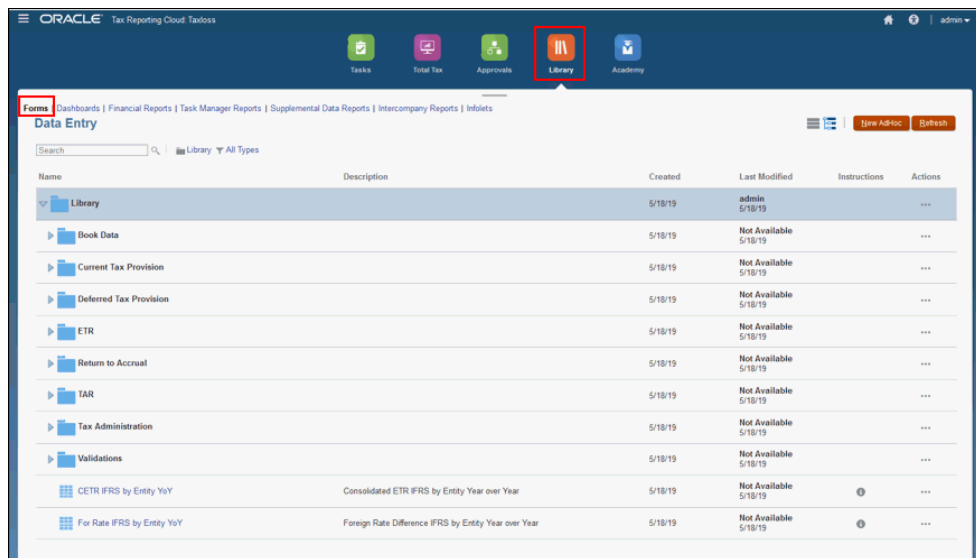 ORACLE® Tax Reporting Cloud: Taxloss admin
Tasks Total Tax Approvals Library Academy
Forms | Dashboards | Financial Reports | Task Manager Reports | Supplemental Data Reports | Intercompany Reports | Infolets
Data Entry New AdHoc Refresh
Search Library All Types
Name Description Created Last Modified Instructions Actions
Library 5/18/19 admin
5/18/19
Book Data 5/18/19 Not Available
5/18/19
Current Tax Provision 5/18/19 Not Available
5/18/19
Deferred Tax Provision 5/18/19 Not Available
5/18/19
ETR 5/18/19 Not Available
5/18/19
Return to Accrual 5/18/19 Not Available
5/18/19
TAR 5/18/19 Not Available
5/18/19
Tax Administration 5/18/19 Not Available
5/18/19
Validations 5/18/19 Not Available
5/18/19
CETR IFRS by Entity YoY Consolidated ETR IFRS by Entity Year over Year 5/18/19 Not Available
5/18/19
For Rate IFRS by Entity YoY Foreign Rate Difference IFRS by Entity Year over Year 5/18/19 Not Available
5/18/19